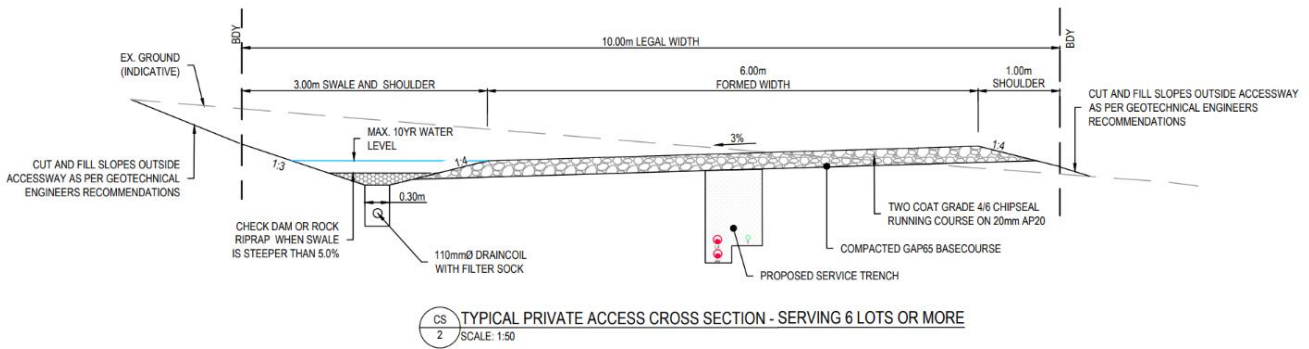 BDY
BDY
10.00m LEGAL WIDTH
EX. GROUND
(INDICATIVE)
3.00m SWALE AND SHOULDER
6.00m
FORMED WIDTH
1.00m
SHOULDER
CUT AND FILL SLOPES OUTSIDE ACCESSWAY
AS PER GEOTECHNICAL ENGINEERS
RECOMMENDATIONS
MAX. 10YR WATER
LEVEL
3%
1:3
1:4
1:4
CUT AND FILL SLOPES OUTSIDE
ACCESSWAY AS PER GEOTECHNICAL
ENGINEERS RECOMMENDATIONS
0.30m
CHECK DAM OR ROCK
RIPRAP WHEN SWALE
IS STEEPER THAN 5.0%
110mmØ DRAINCOIL
WITH FILTER SOCK
TWO COAT GRADE 4/6 CHIPSEAL
RUNNING COURSE ON 20mm AP20
COMPACTED GAP65 BASECOURSE
PROPOSED SERVICE TRENCH
CS
2
TYPICAL PRIVATE ACCESS CROSS SECTION - SERVING 6 LOTS OR MORE
SCALE: 1:50